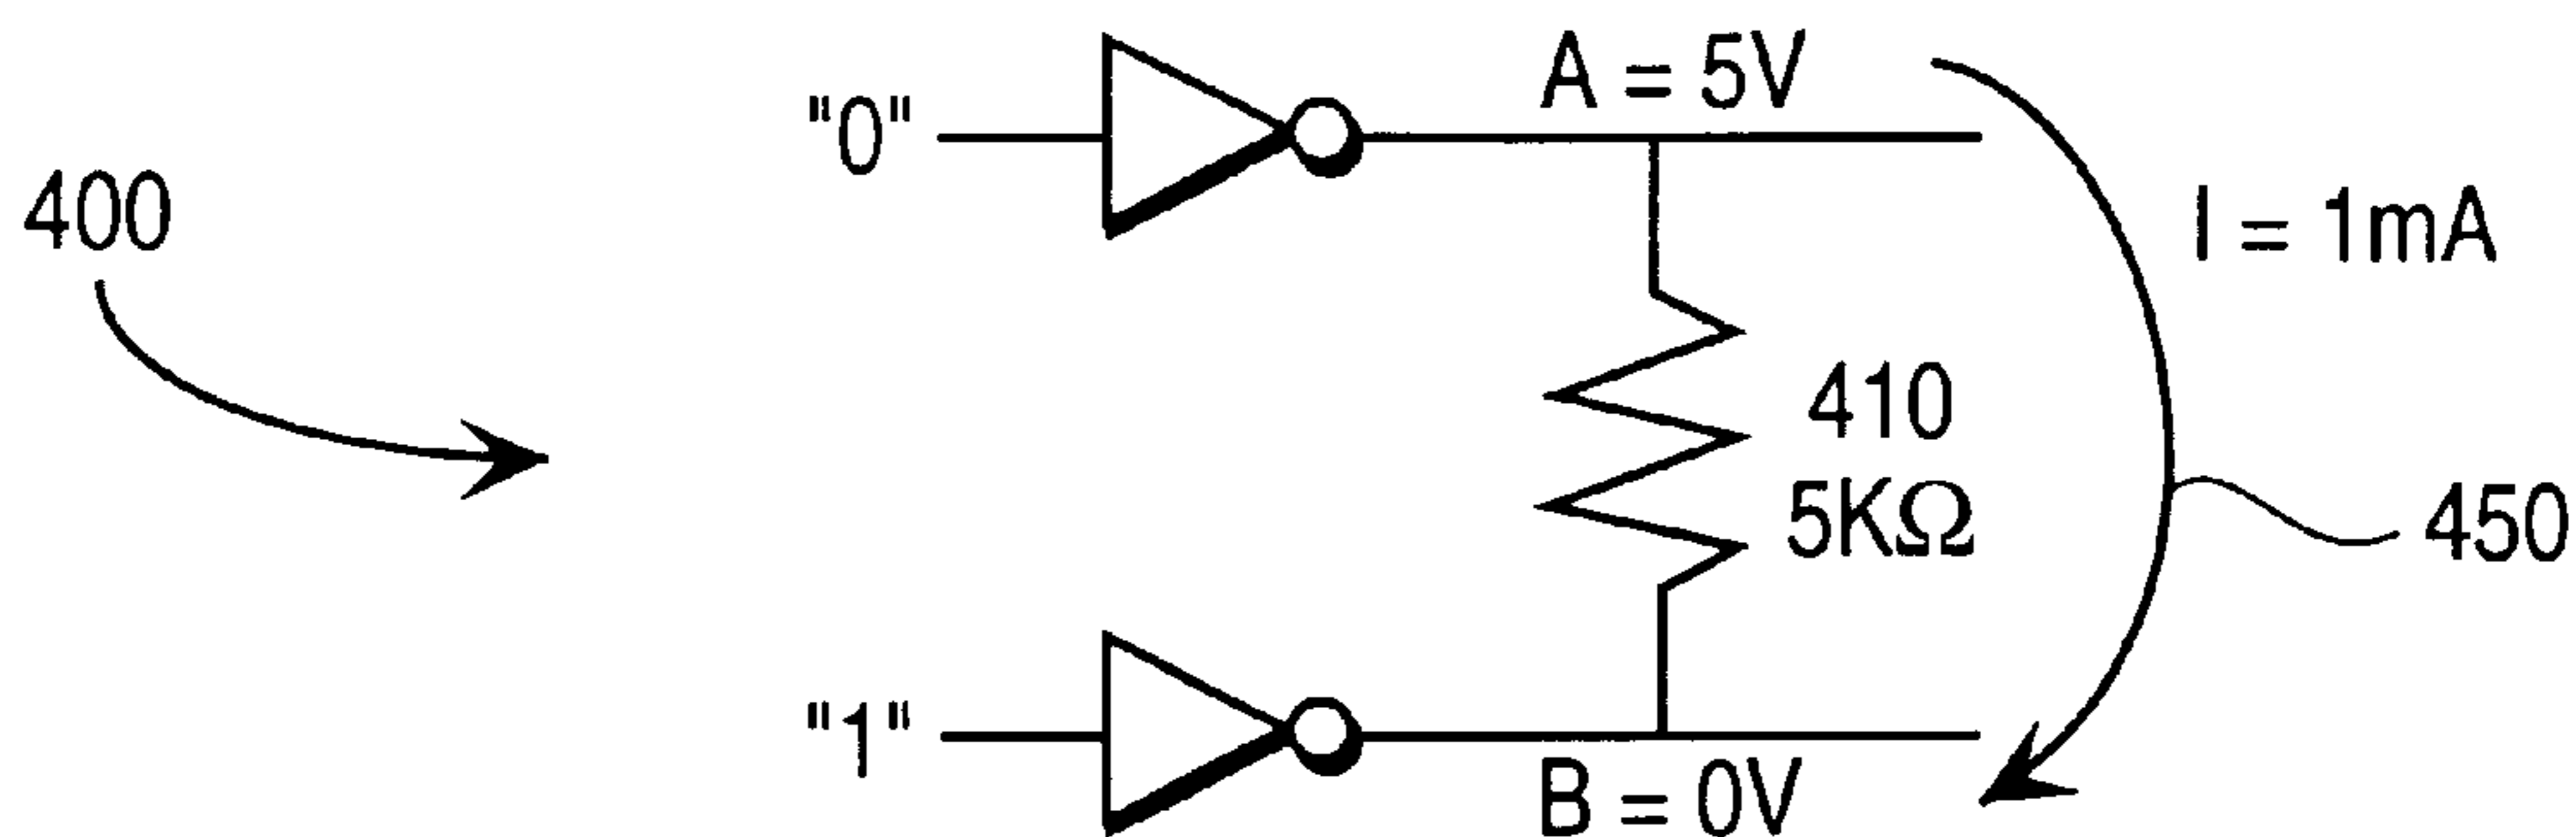 A = 5V
"0"
400
I = 1mA
410
5KΩ
450
"1"
B = 0V